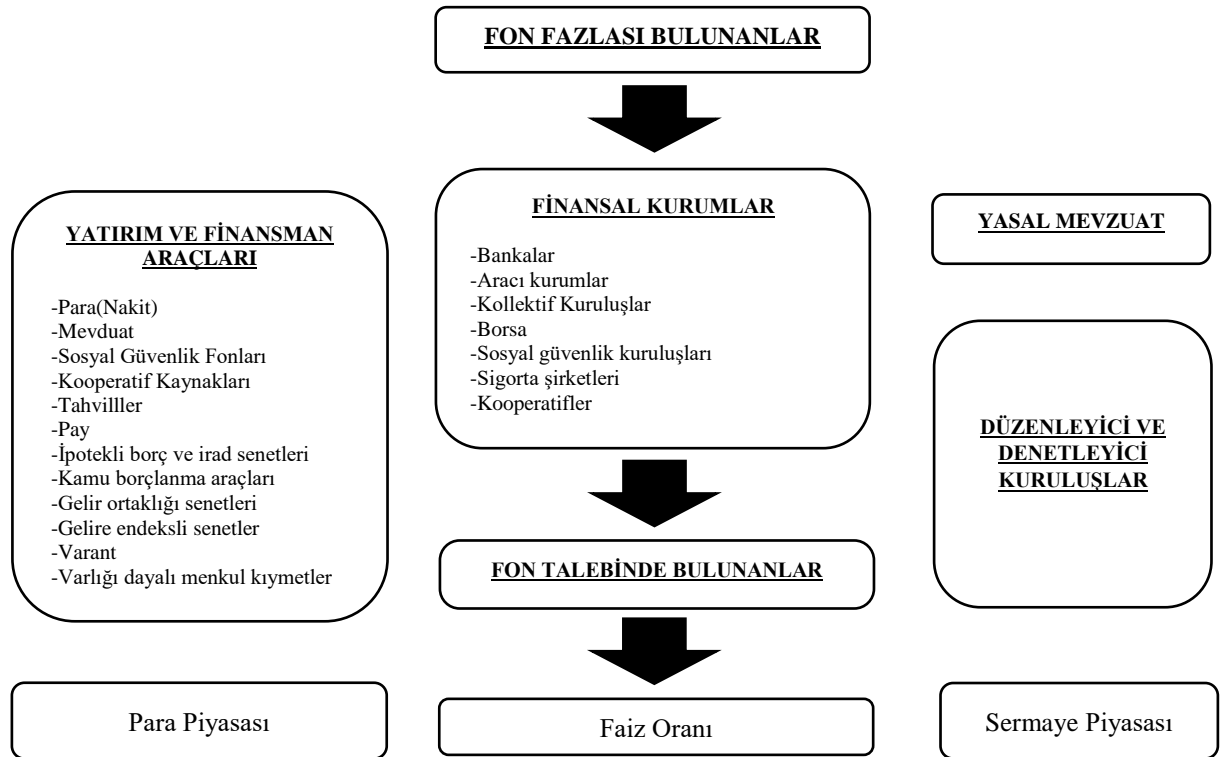 FON FAZLASI BULUNANLAR
YATIRIM VE FİNANSMAN
ARAÇLARI
-Para(Nakit)
-Mevduat
-Sosyal Güvenlik Fonları
-Kooperatif Kaynakları
-Tahvilller
-Pay
-İpotekli borç ve irad senetleri
-Kamu borçlanma araçları
-Gelir ortaklığı senetleri
-Gelire endeksli senetler
-Varant
-Varlığı dayalı menkul kıymetler
FİNANSAL KURUMLAR
-Bankalar
-Aracı kurumlar
-Kollektif Kuruluşlar
-Borsa
-Sosyal güvenlik kuruluşları
-Sigorta şirketleri
-Kooperatifler
YASAL MEVZUAT
DÜZENLEYİCİ VE
DENETLEYİCİ
KURULUŞLAR
FON TALEBİNDE BULUNANLAR
Para Piyasası
Faiz Oranı
Sermaye Piyasası